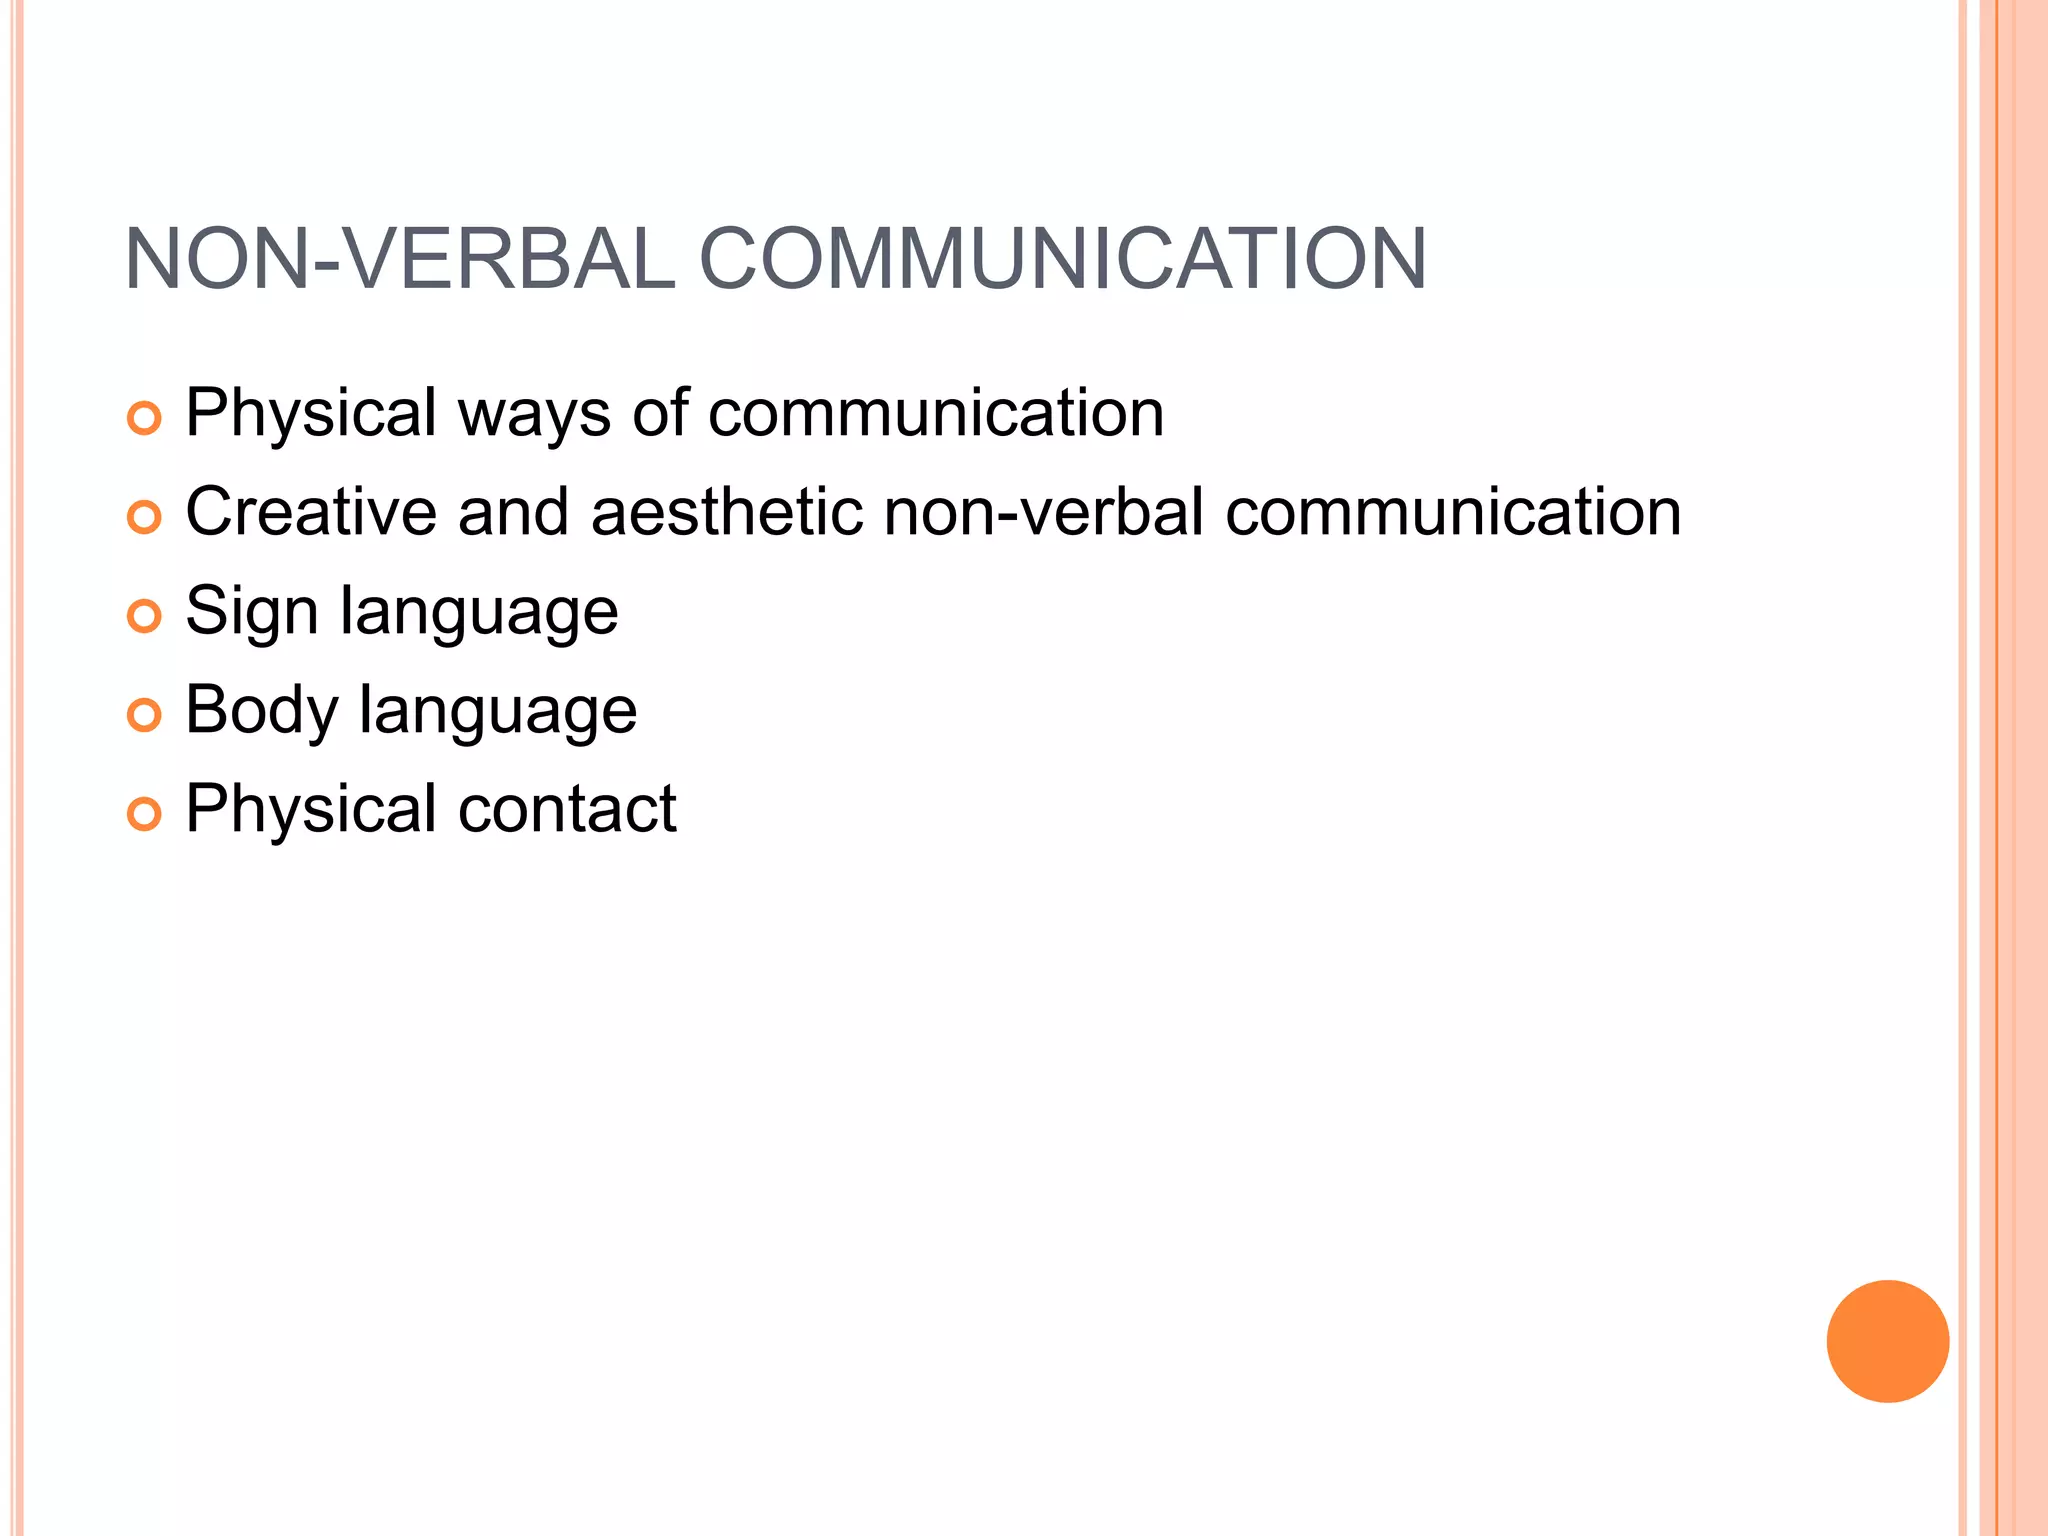 NON-VERBAL COMMUNICATION
Physical ways of communication
Creative and aesthetic non-verbal communication
Sign language
Body language
Physical contact